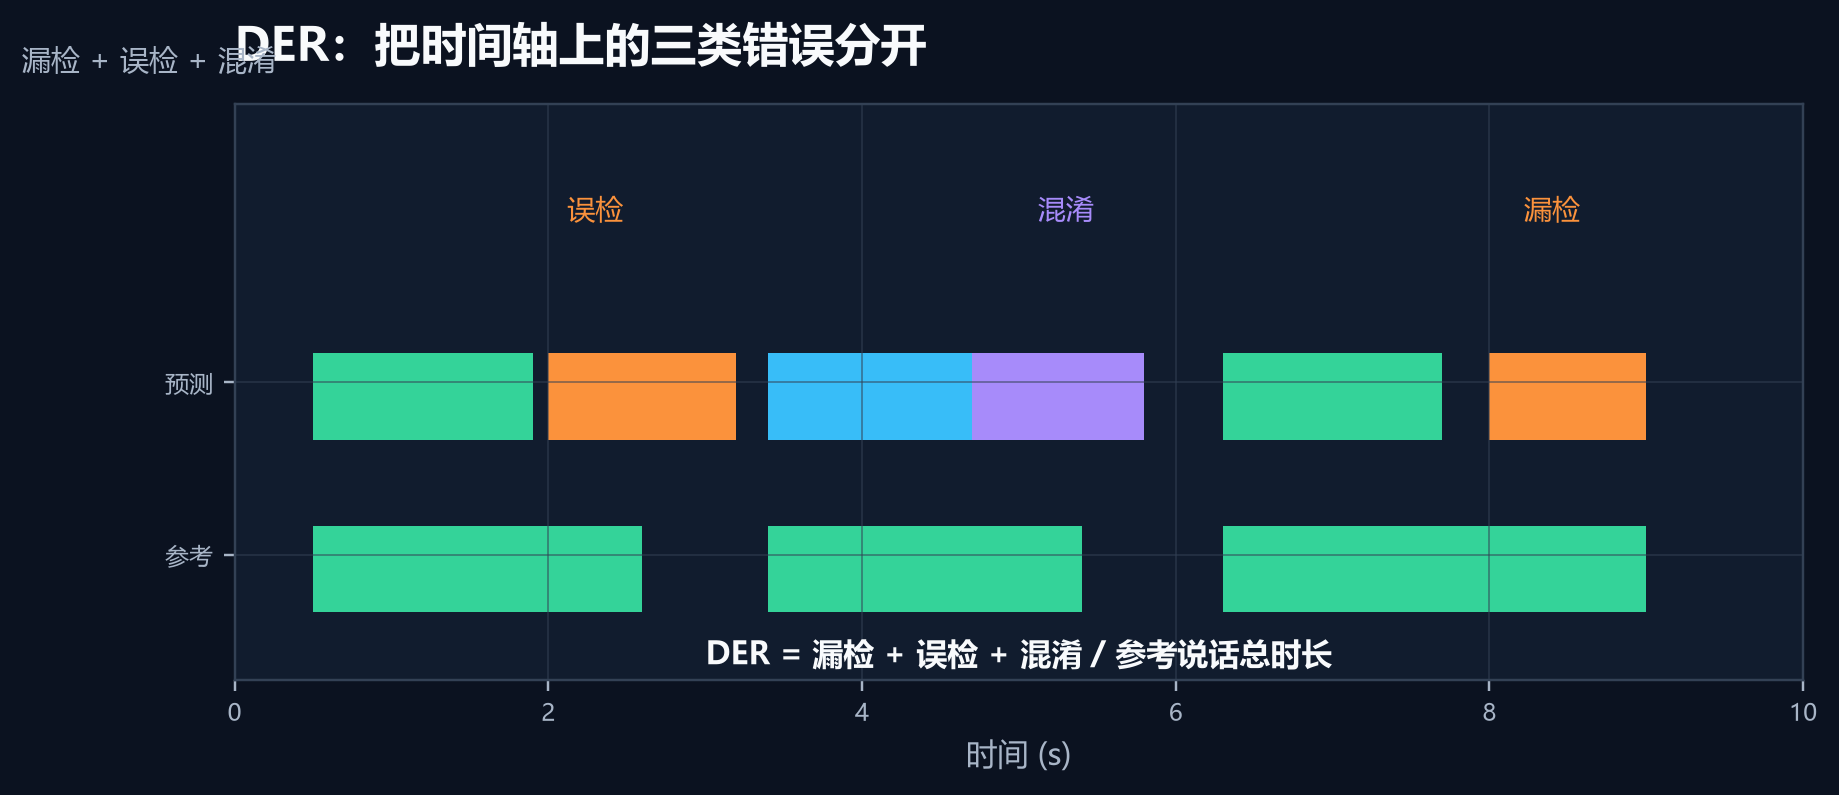 DER：把时间轴上的三类错误分开
漏检 + 误检 + 混淆
误检
混淆
漏检
预测
参考
DER = 漏检 + 误检 + 混淆 / 参考说话总时长
0 2 4 6 8 10
时间 (s)